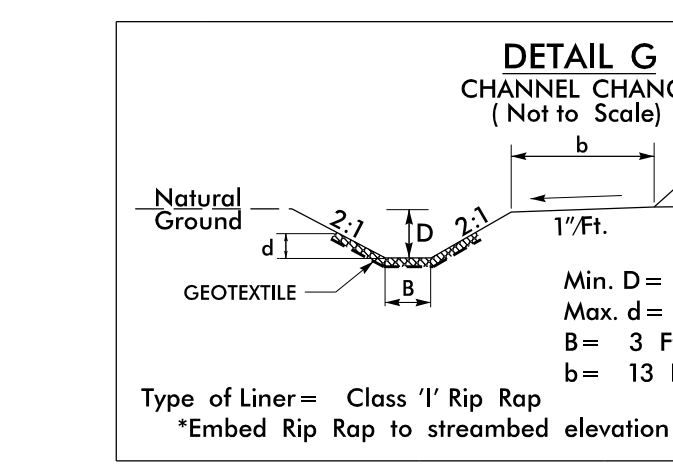 DETAIL G
CHANNEL
( Not to Scale)
b
Natural
Ground
2:1
D
2:1
1"/Ft.
d
GEOTEXTILE
B
Min. D =
Max. d =
B = 3
b = 13
Type of Liner = Class 'I' Rip Rap
*Embed Rip Rap to streambed elevation